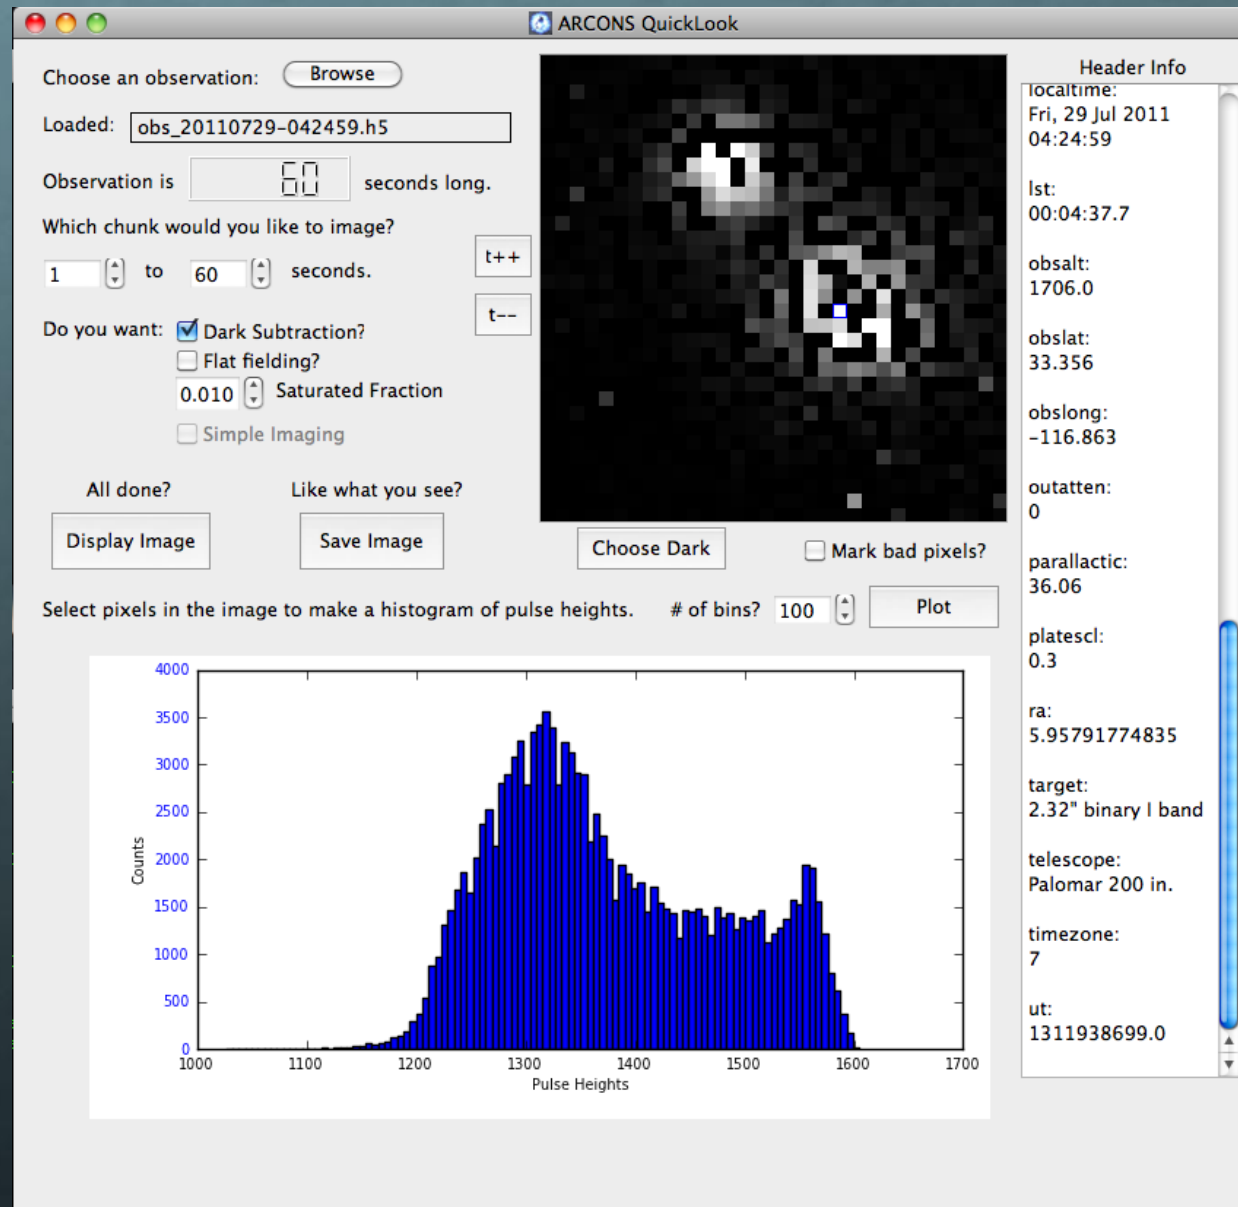 ARCONS QuickLook
Choose an observation: Browse
Loaded: obs_20110729-042459.h5
Observation is 60 seconds long.
Which chunk would you like to image?
1 to 60 seconds.
t++
t--
Do you want: Dark Subtraction?
Flat fielding?
0.010 Saturated Fraction
Simple Imaging
All done? Like what you see?
Display Image Save Image
Choose Dark Mark bad pixels?
Select pixels in the image to make a histogram of pulse heights. # of bins? 100 Plot
4000
3500
3000
2500
2000
1500
1000
500
0
Counts
1000 1100 1200 1300 1400 1500 1600 1700
Pulse Heights
Header Info
localtime:
Fri, 29 Jul 2011
04:24:59
lst:
00:04:37.7
obsalt:
1706.0
obslat:
33.356
obslong:
-116.863
outatten:
0
parallactic:
36.06
platescl:
0.3
ra:
5.95791774835
target:
2.32" binary I band
telescope:
Palomar 200 in.
timezone:
7
ut:
1311938699.0